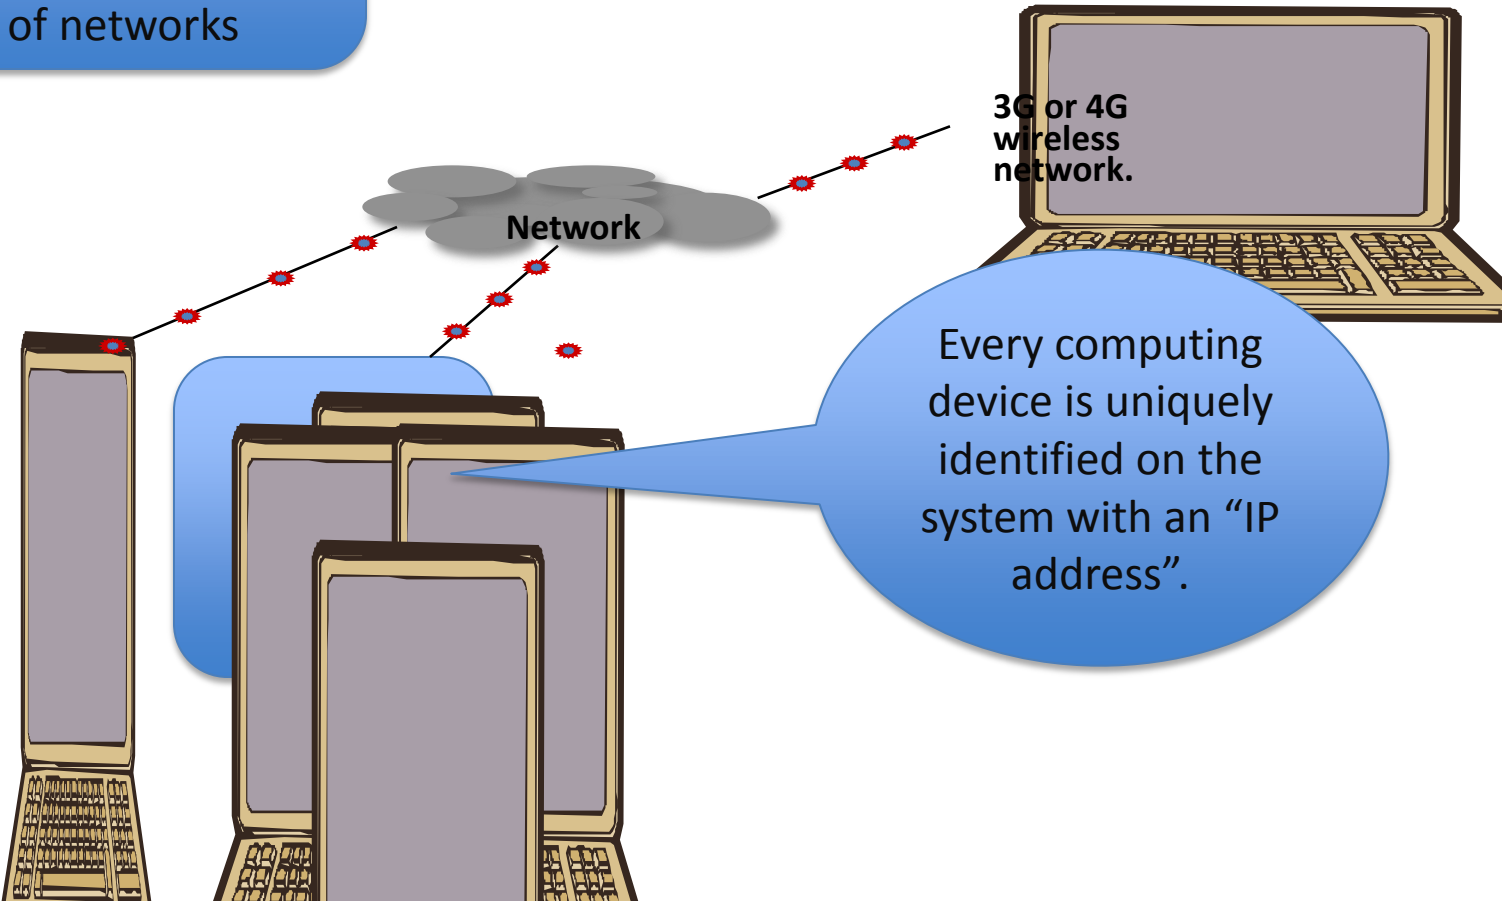 of networks
3G or 4G
wireless
network.
Network
Every computing
device is uniquely
identified on the
system with an “IP
address”.